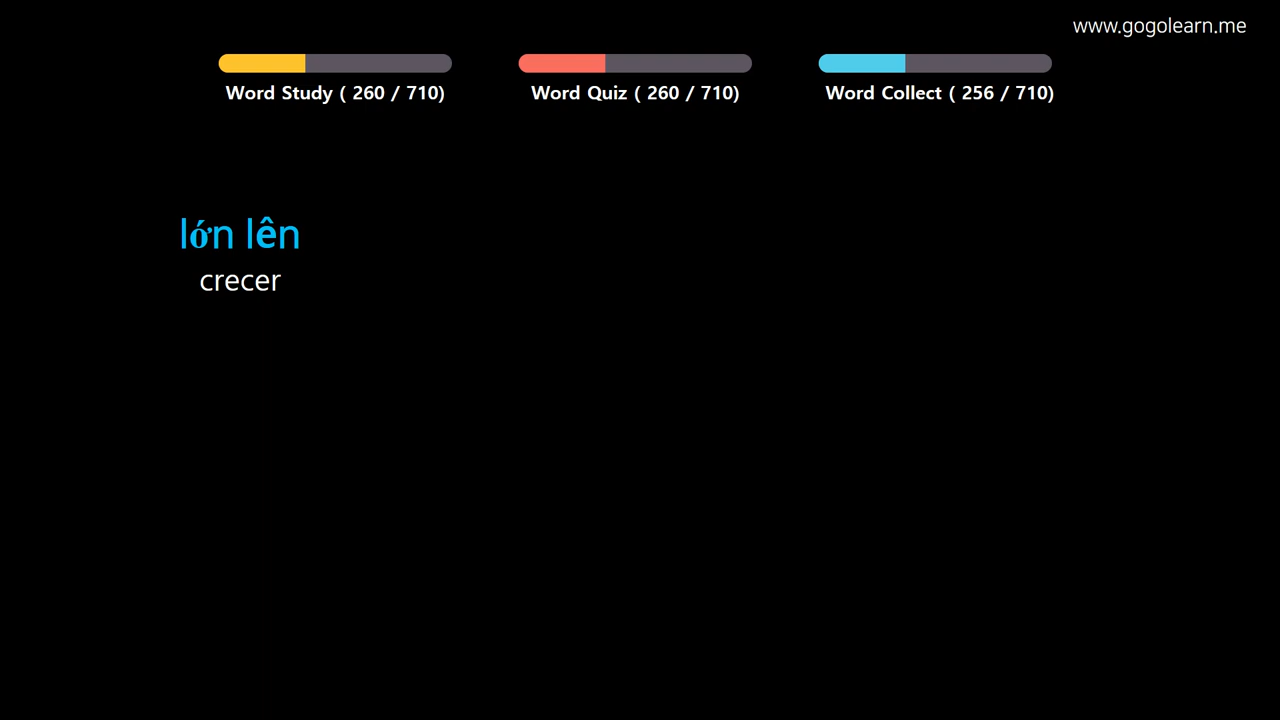 www.gogolearn.me
Word Study ( 260 / 710)
Word Quiz ( 260 / 710)
Word Collect ( 256 / 710)
lớn lên
crecer